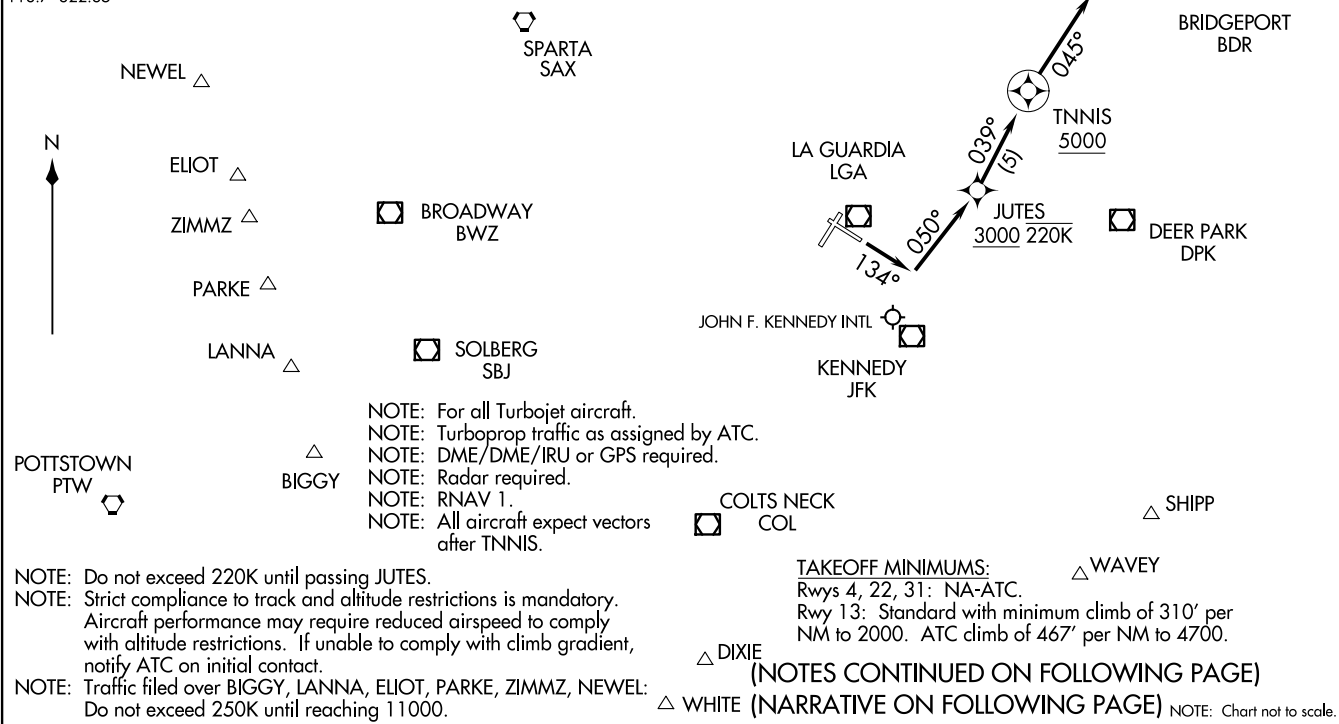 SPARTA
SAX
BRIDGEPORT
BDR
NEWEL
045°
TNNIS
5000
N
LA GUARDIA
LGA
039°
(5)
ELIOT
ZIMMZ
BROADWAY
BWZ
050°
JUTES
3000 220K
DEER PARK
DPK
134°
PARKE
JOHN F. KENNEDY INTL
LANNA
SOLBERG
SBJ
KENNEDY
JFK
NOTE: For all Turbojet aircraft.
NOTE: Turboprop traffic as assigned by ATC.
NOTE: DME/DME/IRU or GPS required.
NOTE: Radar required.
NOTE: RNAV 1.
NOTE: All aircraft expect vectors
after TNNIS.
POTTSTOWN
PTW
BIGGY
COLTS NECK
COL
SHIPP
WAVEY
NOTE: Do not exceed 220K until passing JUTES.
NOTE: Strict compliance to track and altitude restrictions is mandatory.
Aircraft performance may require reduced airspeed to comply
with altitude restrictions. If unable to comply with climb gradient,
notify ATC on initial contact.
NOTE: Traffic filed over BIGGY, LANNA, ELIOT, PARKE, ZIMMZ, NEWEL:
Do not exceed 250K until reaching 11000.
TAKEOFF MINIMUMS:
Rwys 4, 22, 31: NA-ATC.
Rwy 13: Standard with minimum climb of 310' per
NM to 2000. ATC climb of 467' per NM to 4700.
DIXIE
(NOTES CONTINUED ON FOLLOWING PAGE)
WHITE
(NARRATIVE ON FOLLOWING PAGE)
NOTE: Chart not to scale.